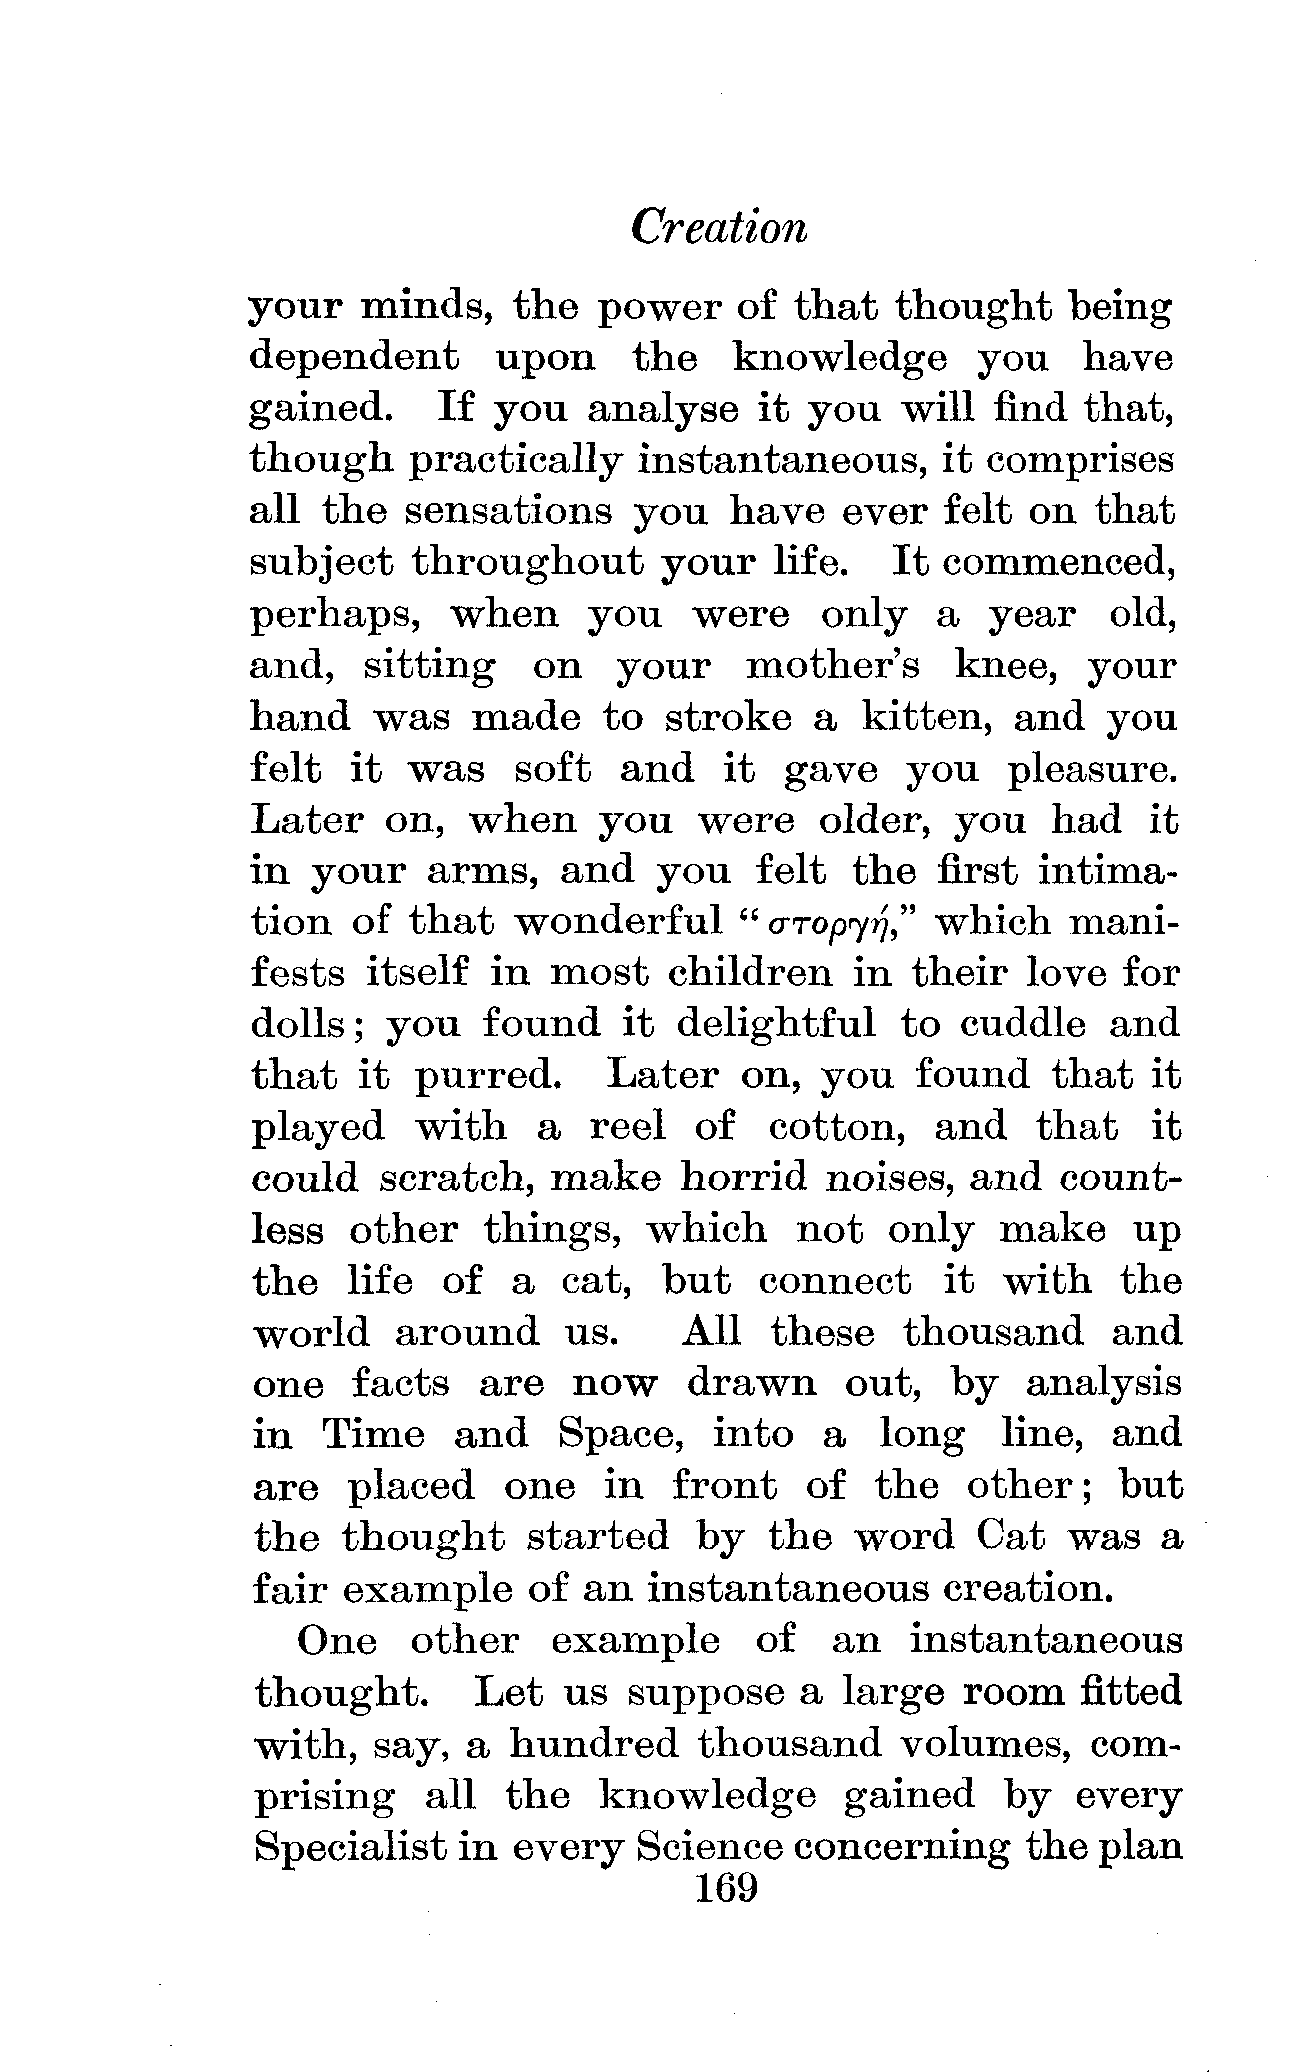 Creation
your minds, the power of that thought being
dependent upon the knowledge you have
gained. If you analyse it you will find that,
though practically instantaneous, it comprises
all the sensations you have ever felt on that
subject throughout your life. It commenced,
perhaps, when you were only a year old,
and, sitting on your mother's knee, your
hand was made to stroke a kitten, and you
felt it was soft and it gave you pleasure.
Later on, when you were older, you had it
in your arms, and you felt the first intima-
tion of that wonderful “στοργή,” which mani-
fests itself in most children in their love for
dolls; you found it delightful to cuddle and
that it purred. Later on, you found that it
played with a reel of cotton, and that it
could scratch, make horrid noises, and count-
less other things, which not only make up
the life of a cat, but connect it with the
world around us. All these thousand and
one facts are now drawn out, by analysis
in Time and Space, into a long line, and
are placed one in front of the other; but
the thought started by the word Cat was a
fair example of an instantaneous creation.
One other example of an instantaneous
thought. Let us suppose a large room fitted
with, say, a hundred thousand volumes, com-
prising all the knowledge gained by every
Specialist in every Science concerning the plan
169